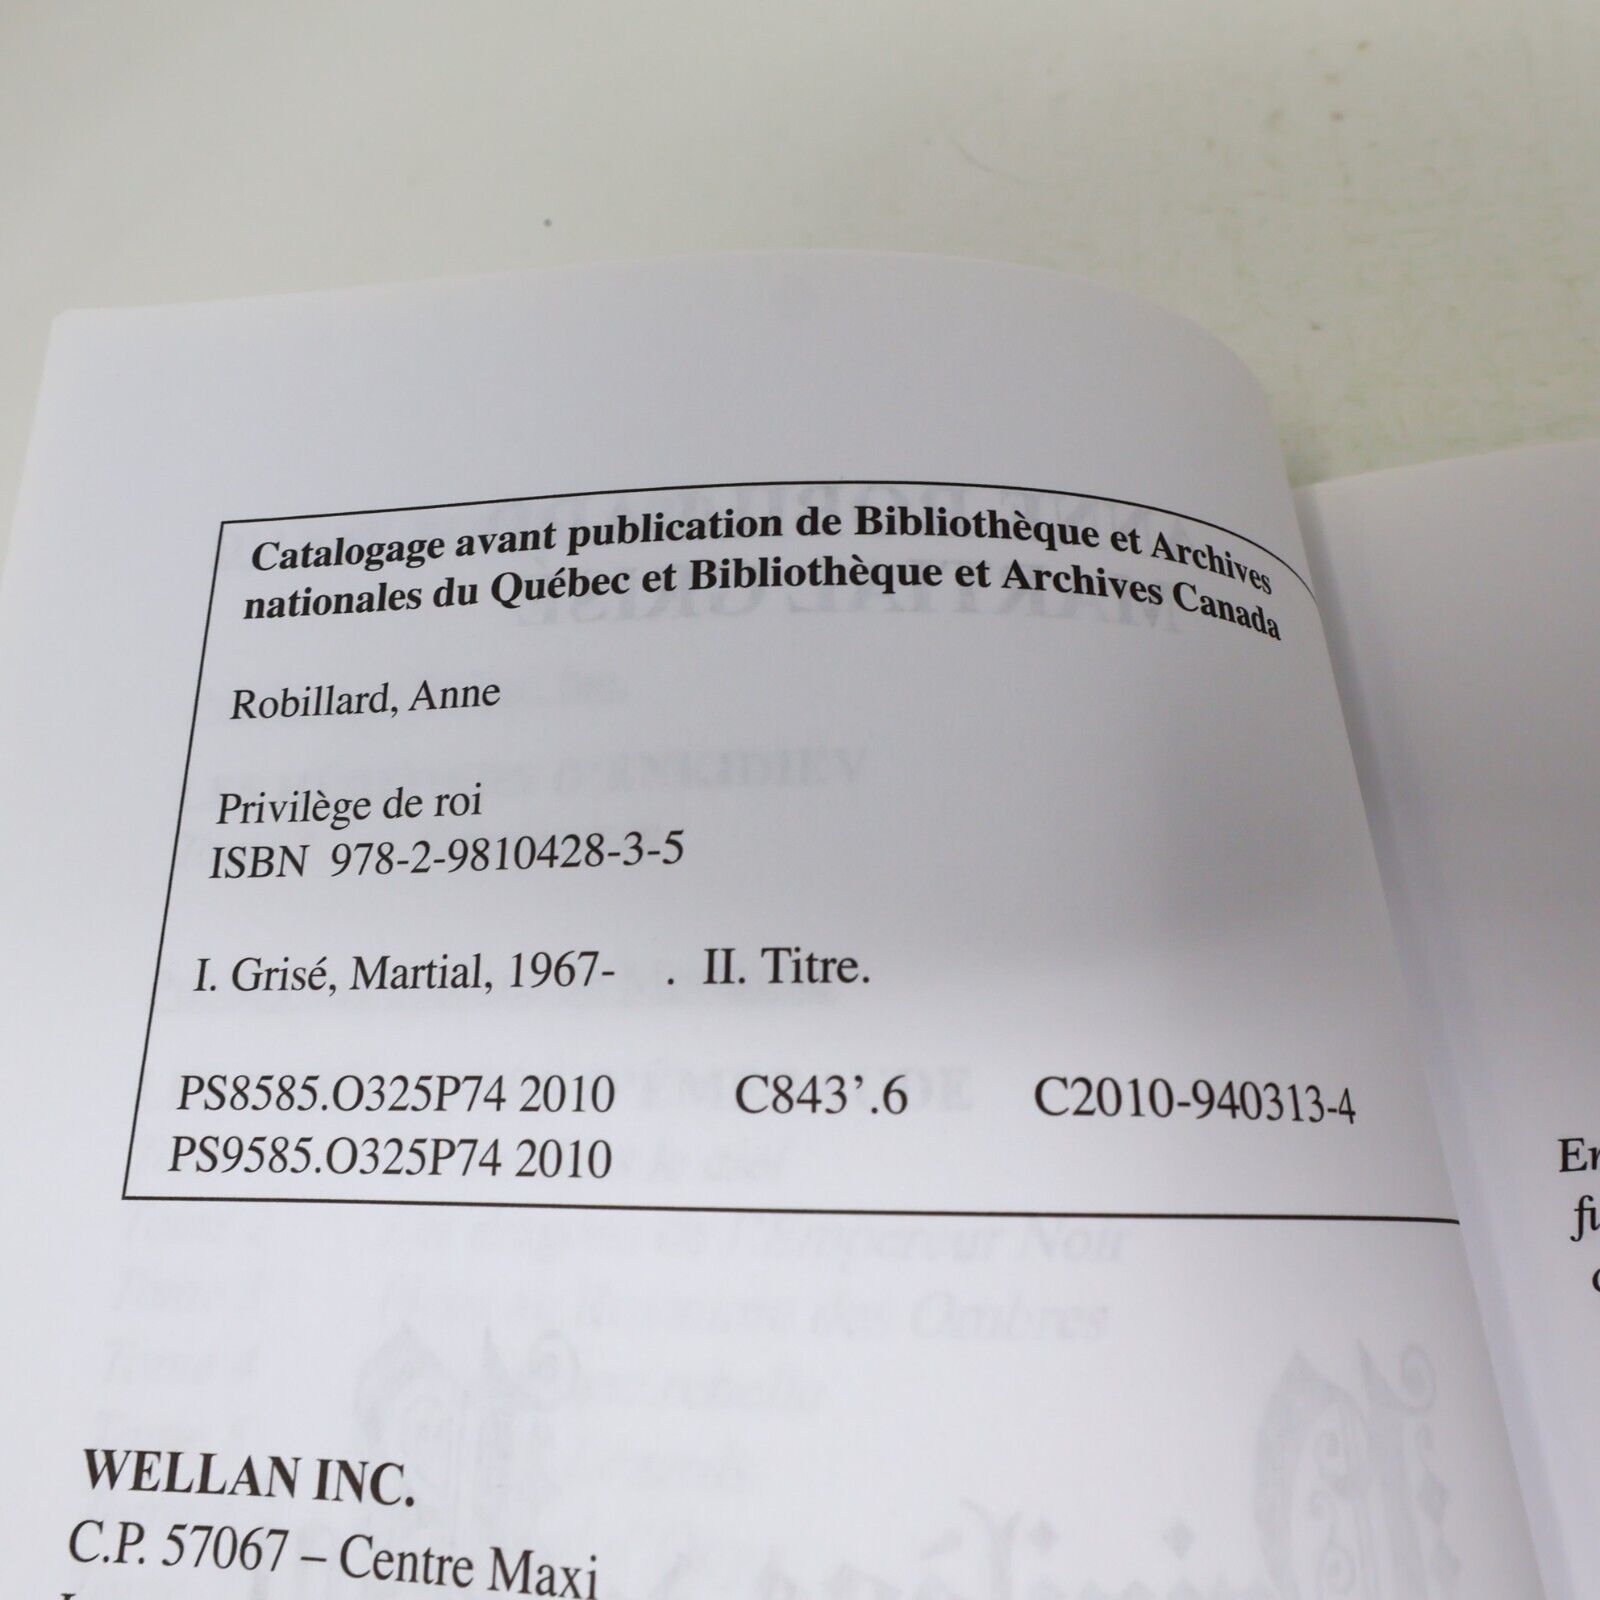 Catalogage avant publication de Bibliothèque et Archives
nationales du Québec et Bibliothèque et Archives Canada
Robillard, Anne
Privilège de roi
ISBN 978-2-9810428-3-5
I. Grisé, Martial, 1967- . II. Titre.
PS8585.O325P74 2010 C843'.6 C2010-940313-4
PS9585.O325P74 2010
WELLAN INC.
C.P. 57067 – Centre Maxi